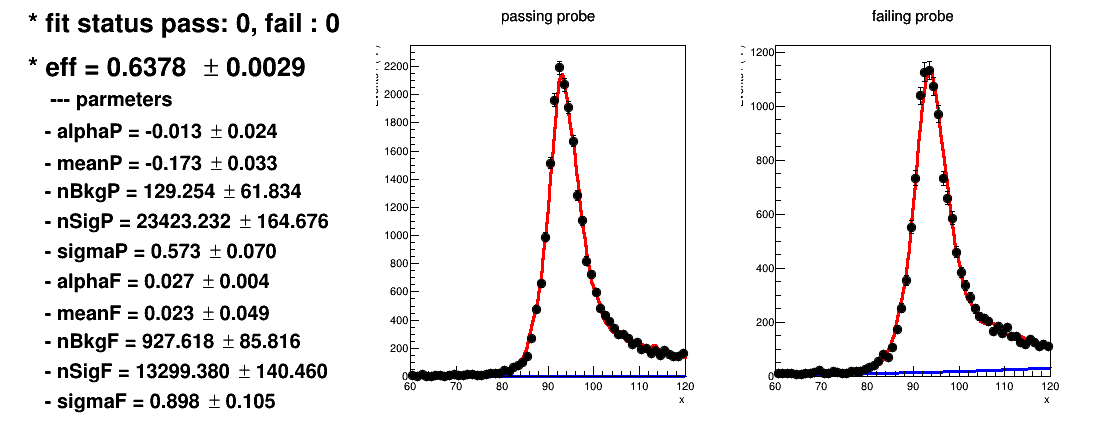 * fit status pass: 0, fail : 0
* eff = 0.6378 ± 0.0029
--- parmeters
- alphaP = -0.013 ± 0.024
- meanP = -0.173 ± 0.033
- nBkgP = 129.254 ± 61.834
- nSigP = 23423.232 ± 164.676
- sigmaP = 0.573 ± 0.070
- alphaF = 0.027 ± 0.004
- meanF = 0.023 ± 0.049
- nBkgF = 927.618 ± 85.816
- nSigF = 13299.380 ± 140.460
- sigmaF = 0.898 ± 0.105
passing probe
2200
2000
1800
1600
1400
1200
1000
800
600
400
200
0
60 70 80 90 100 110 120
x
failing probe
1200
1000
800
600
400
200
0
60 70 80 90 100 110 120
x